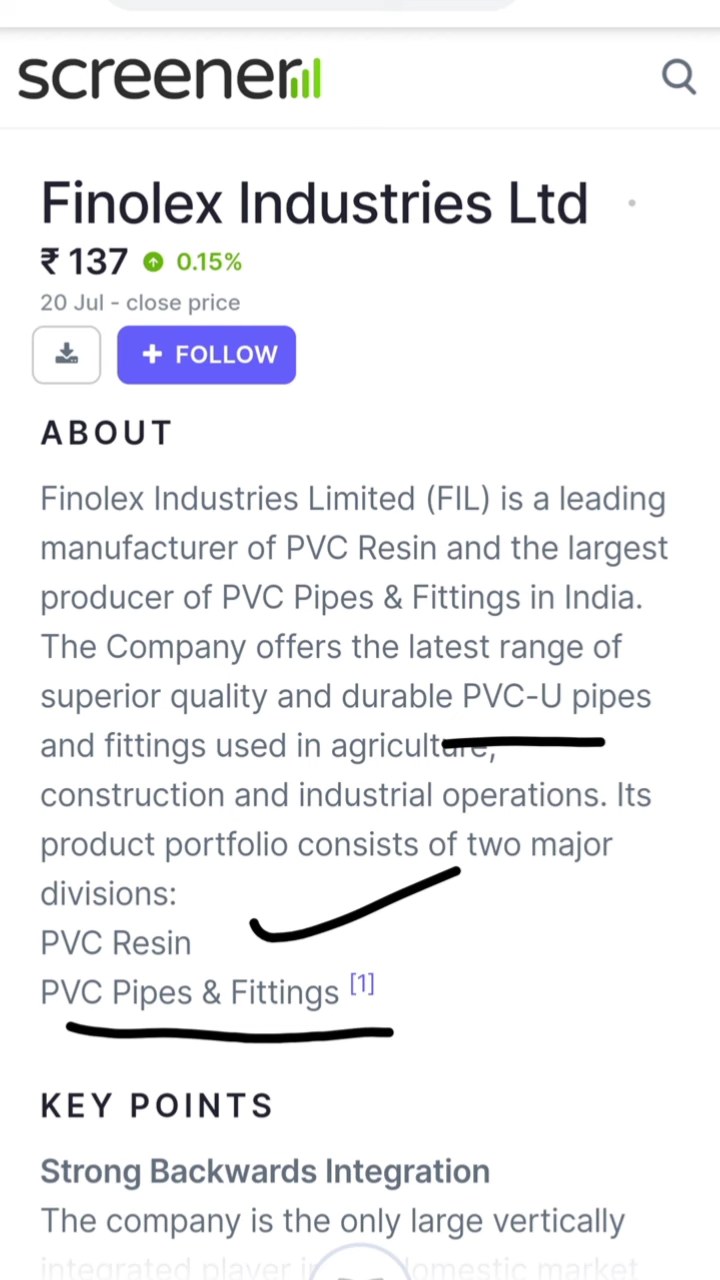 screener
Finolex Industries Ltd
₹ 137 0.15%
20 Jul - close price
+ FOLLOW
ABOUT
Finolex Industries Limited (FIL) is a leading
manufacturer of PVC Resin and the largest
producer of PVC Pipes & Fittings in India.
The Company offers the latest range of
superior quality and durable PVC-U pipes
and fittings used in agriculture,
construction and industrial operations. Its
product portfolio consists of two major
divisions:
PVC Resin
PVC Pipes & Fittings [1]
KEY POINTS
Strong Backwards Integration
The company is the only large vertically
integrated player domestic market